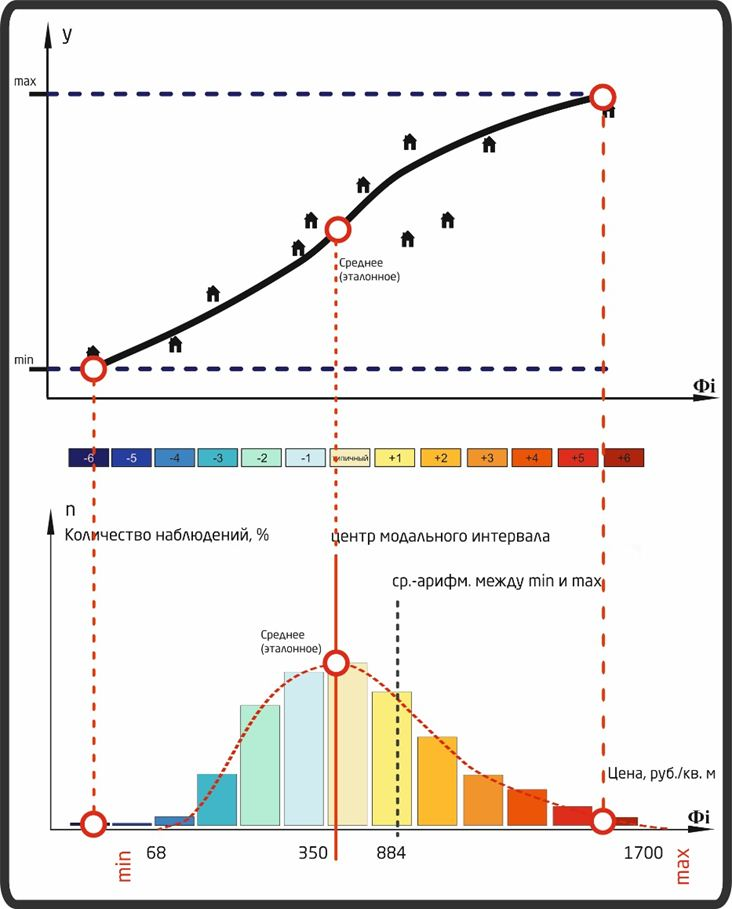 y
max
Среднее
(эталонное)
min
Фi
-6 -5 -4 -3 -2 -1 типичный +1 +2 +3 +4 +5 +6
n
Количество наблюдений, %
центр модального интервала
ср.-арифм. между min и max
Среднее
(эталонное)
Цена, руб./кв. м
Фi
68 350 884 1700
min max